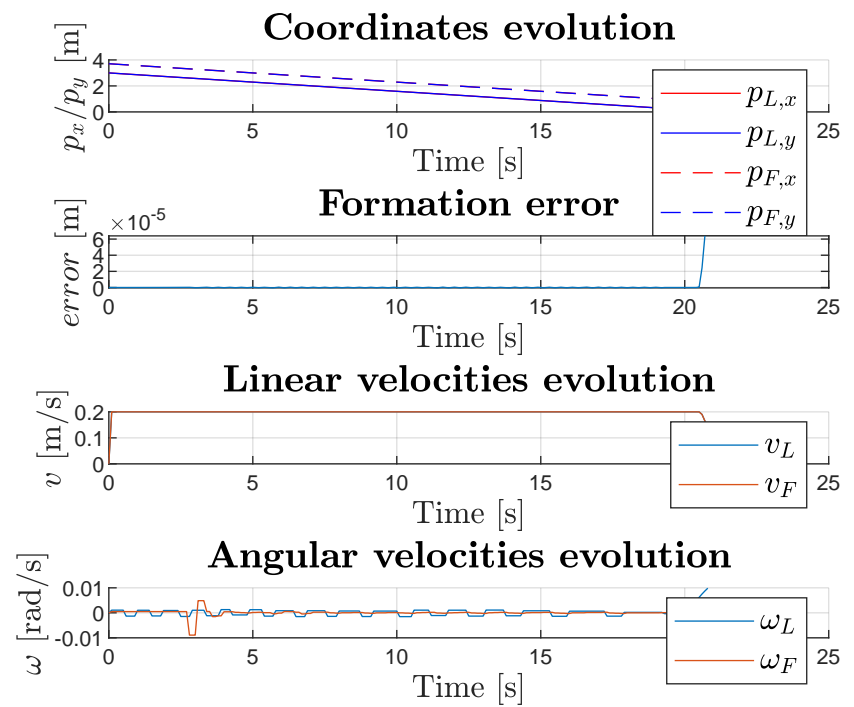 Coordinates evolution
p_x/p_y [m]
4
2
0
0 5 10 15 25
Time [s]
p_{L,x}
p_{L,y}
p_{F,x}
p_{F,y}
Formation error
×10^{-5}
error [m]
6
4
2
0
0 5 10 15 20 25
Time [s]
Linear velocities evolution
v [m/s]
0.2
0.1
0
0 5 10 15 25
Time [s]
v_L
v_F
Angular velocities evolution
ω [rad/s]
0.01
0
-0.01
0 5 10 15 25
Time [s]
ω_L
ω_F